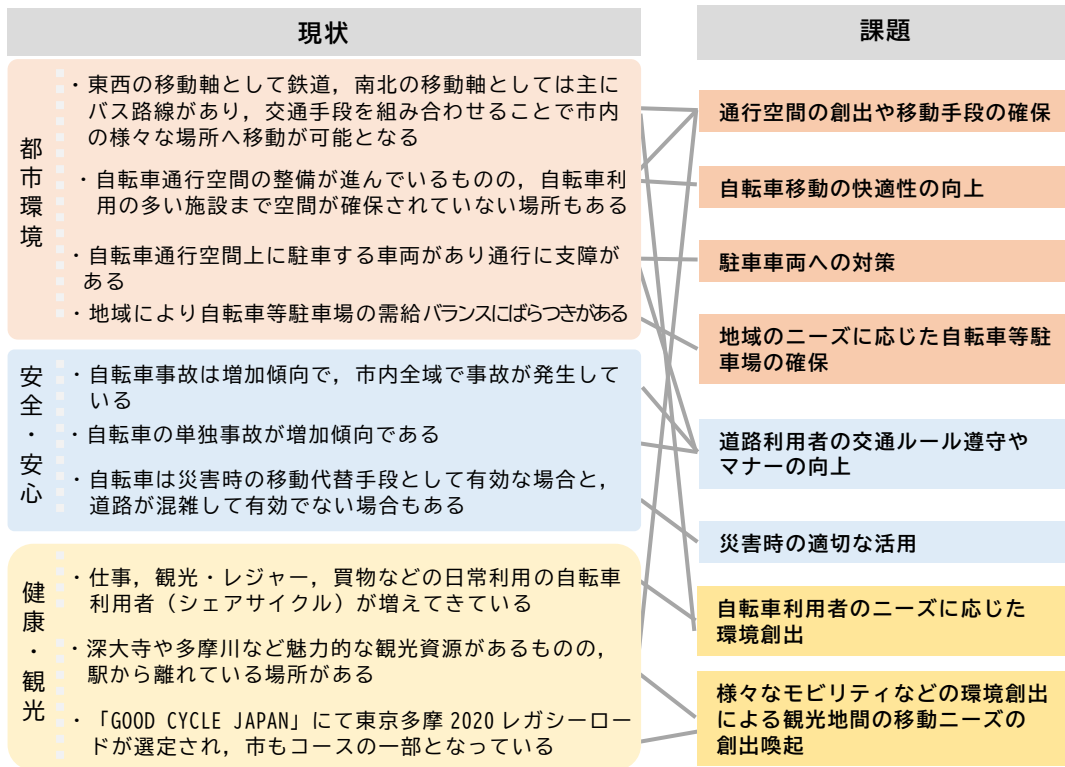 現状
都市環境
・東西の移動軸として鉄道，南北の移動軸としては主に
バス路線があり，交通手段を組み合わせることで市内
の様々な場所へ移動が可能となる
・自転車通行空間の整備が進んでいるものの，自転車利
用の多い施設まで空間が確保されていない場所もある
・自転車通行空間上に駐車する車両があり通行に支障が
ある
・地域により自転車等駐車場の需給バランスにばらつきがある
安全・安心
・自転車事故は増加傾向で，市内全域で事故が発生して
いる
・自転車の単独事故が増加傾向である
・自転車は災害時の移動代替手段として有効な場合と，
道路が混雑して有効でない場合もある
健康・観光
・仕事，観光・レジャー，買物などの日常利用の自転車
利用者（シェアサイクル）が増えてきている
・深大寺や多摩川など魅力的な観光資源があるものの，
駅から離れている場所がある
・「GOOD CYCLE JAPAN」にて東京多摩 2020 レガシーロー
ドが選定され，市もコースの一部となっている
課題
通行空間の創出や移動手段の確保
自転車移動の快適性の向上
駐車車両への対策
地域のニーズに応じた自転車等駐
車場の確保
道路利用者の交通ルール遵守や
マナーの向上
災害時の適切な活用
自転車利用者のニーズに応じた
環境創出
様々なモビリティなどの環境創出
による観光地間の移動ニーズの
創出喚起